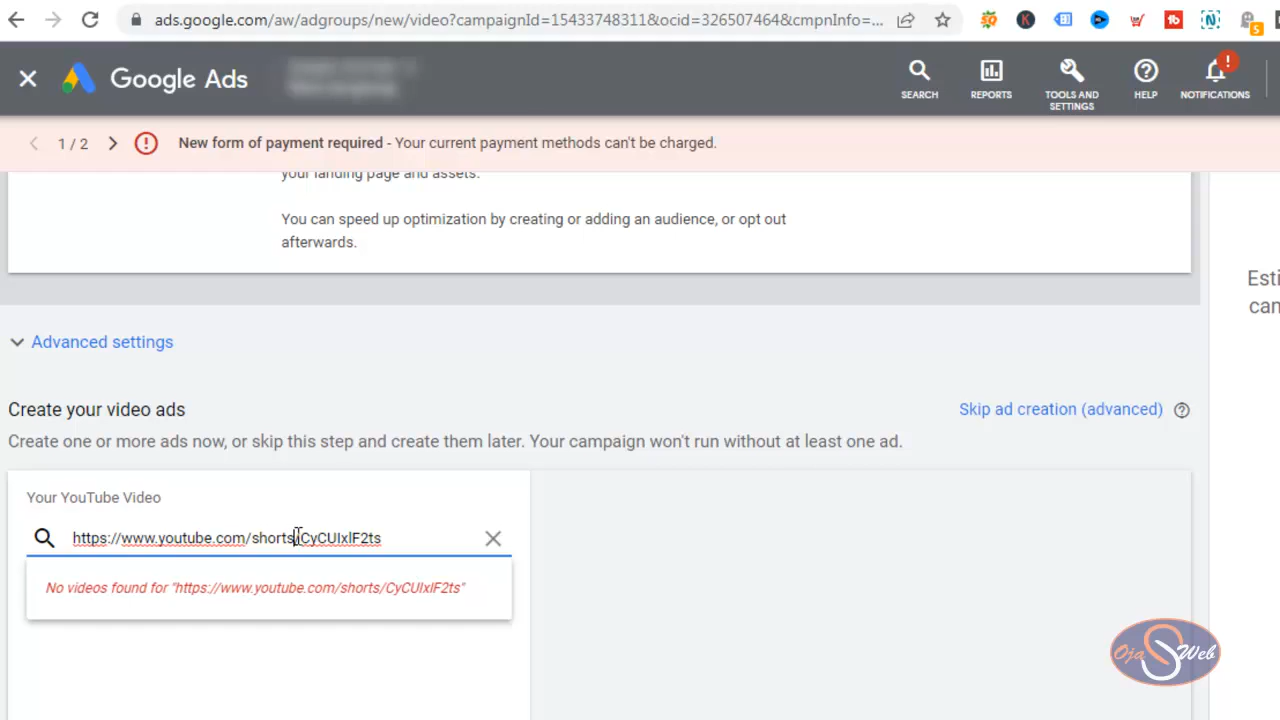 ads.google.com/aw/adgroups/new/video?campaignId=15433748311&ocid=326507464&cmpnInfo=...
Google Ads
SEARCH
REPORTS
TOOLS AND
SETTINGS
HELP
!
NOTIFICATIONS
1 / 2
New form of payment required - Your current payment methods can't be charged.
your landing page and assets.
You can speed up optimization by creating or adding an audience, or opt out
afterwards.
Esti
can
Advanced settings
Create your video ads
Skip ad creation (advanced)
Create one or more ads now, or skip this step and create them later. Your campaign won't run without at least one ad.
Your YouTube Video
https://www.youtube.com/shorts/CyCUIxlF2ts
No videos found for "https://www.youtube.com/shorts/CyCUIxlF2ts"
Oja S Web